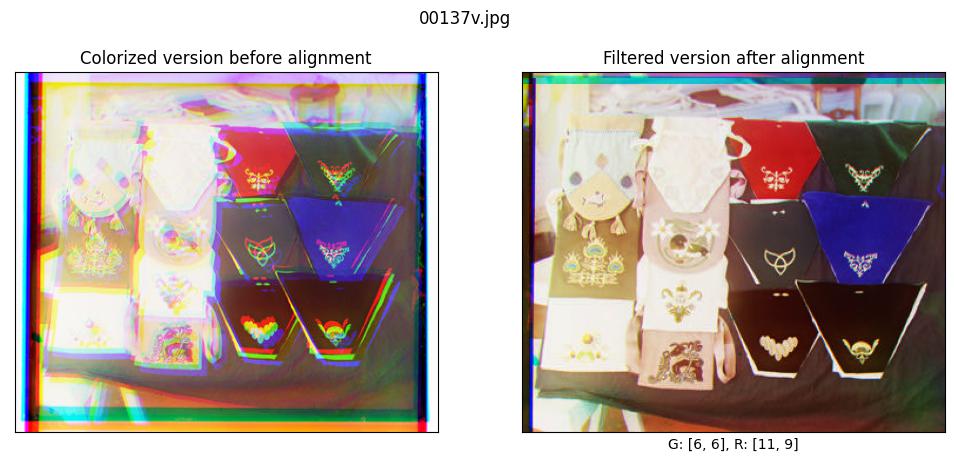 00137v.jpg
Colorized version before alignment
Filtered version after alignment
G: [6, 6], R: [11, 9]